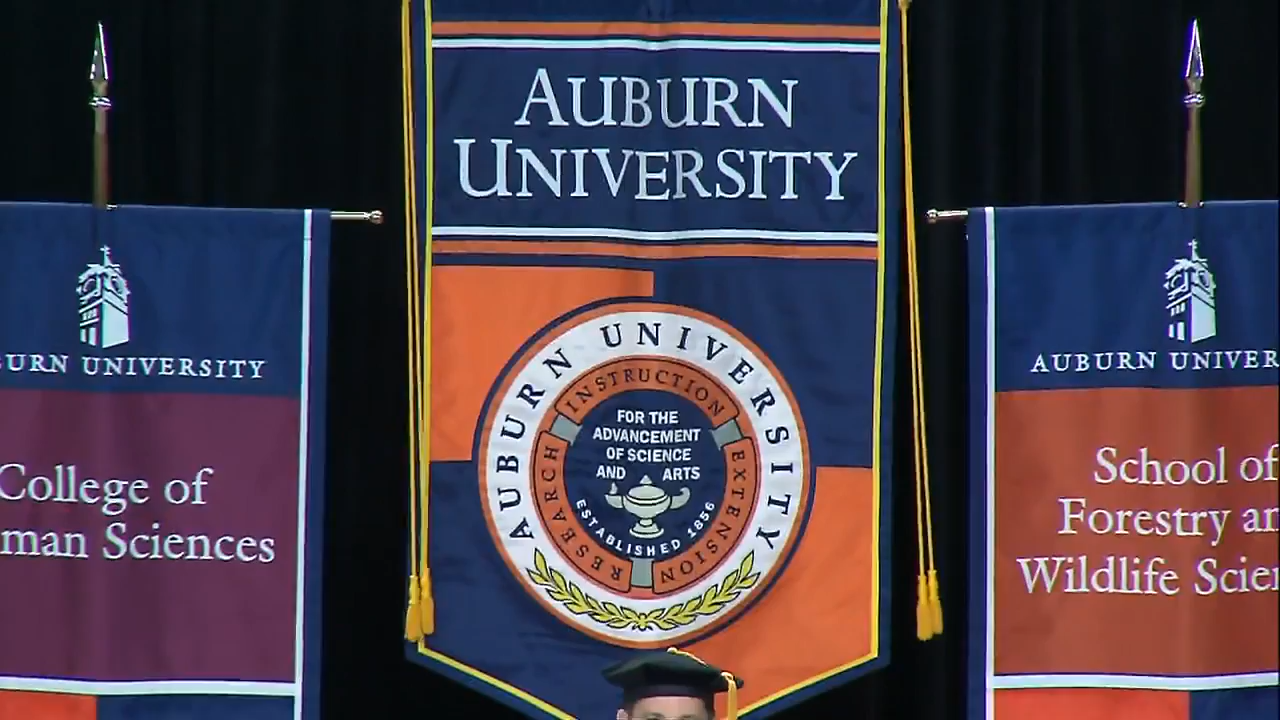 AUBURN
UNIVERSITY
AUBURN UNIVERSITY
INSTRUCTION
RESEARCH
EXTENSION
FOR THE
ADVANCEMENT
OF SCIENCE
AND ARTS
ESTABLISHED 1856
BURN UNIVERSITY
College of
man Sciences
AUBURN UNIVER
School of
Forestry an
Wildlife Scien